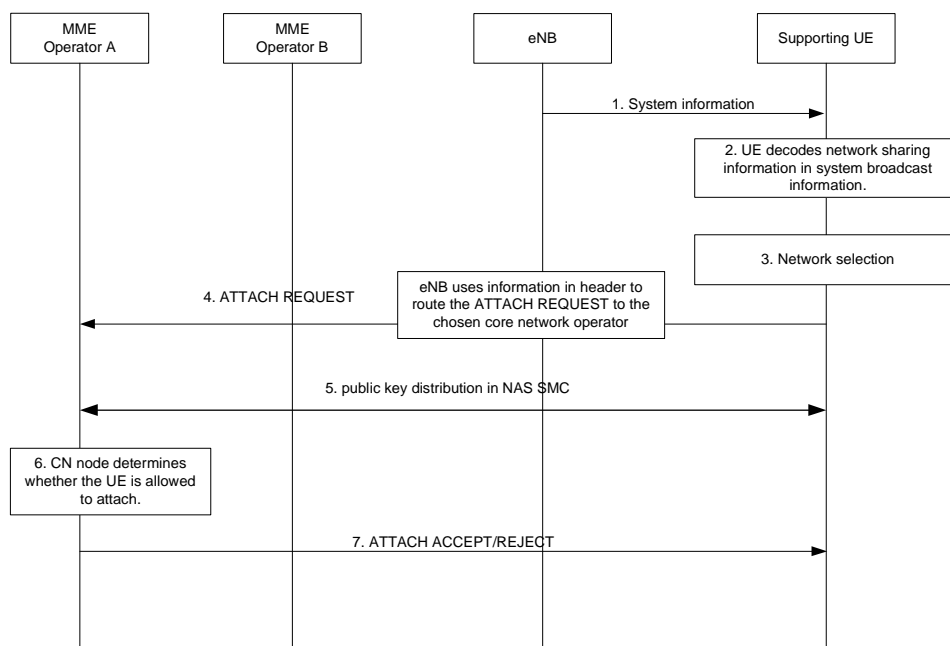 MME
Operator A
MME
Operator B
eNB
Supporting UE
1. System information
2. UE decodes network sharing
information in system broadcast
information.
3. Network selection
4. ATTACH REQUEST
eNB uses information in header to
route the ATTACH REQUEST to the
chosen core network operator
5. public key distribution in NAS SMC
6. CN node determines
whether the UE is allowed
to attach.
7. ATTACH ACCEPT/REJECT